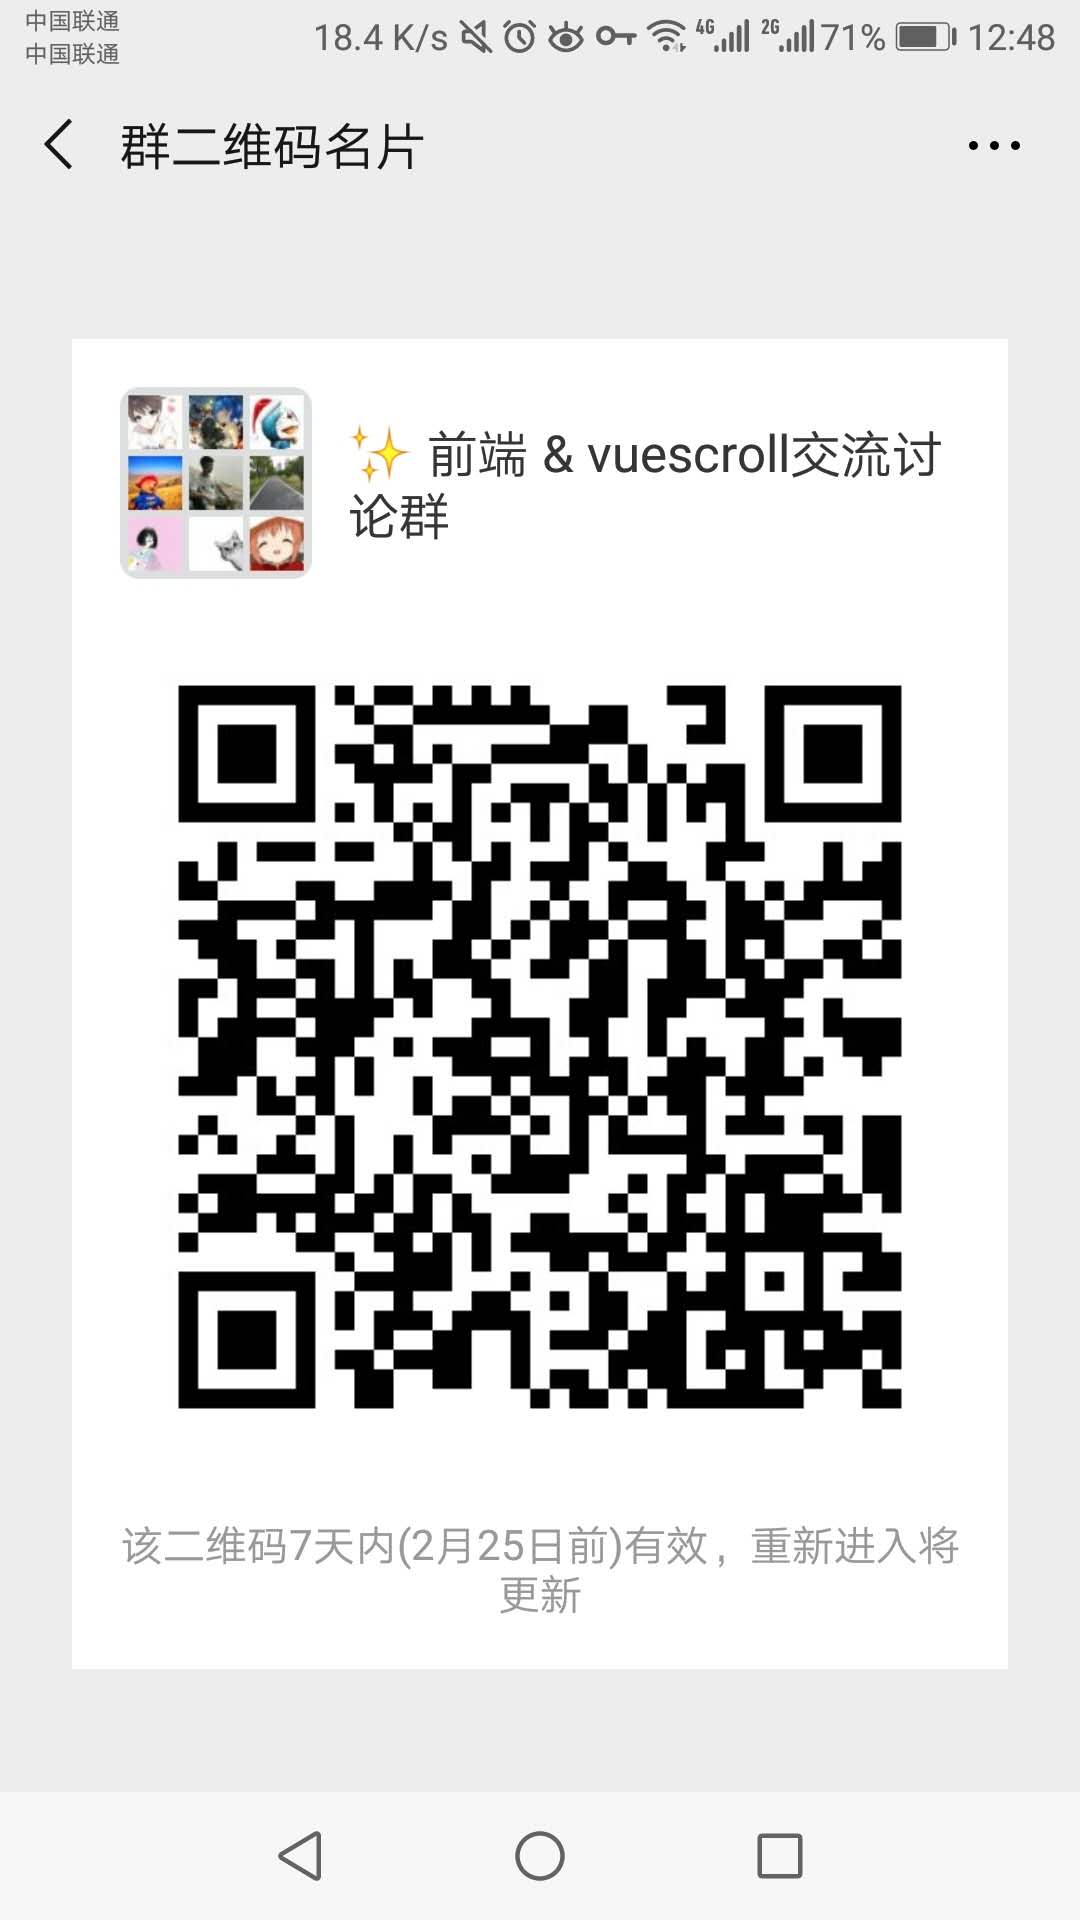 中国联通
中国联通
18.4 K/s 4G 2G 71% 12:48
群二维码名片
✨ 前端 & vuescroll交流讨
论群
该二维码7天内(2月25日前)有效，重新进入将
更新